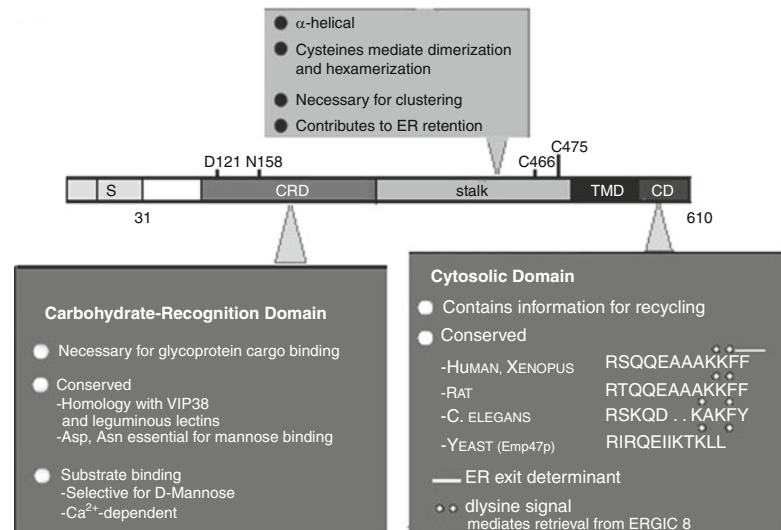 α-helical
Cysteines mediate dimerization
and hexamerization
Necessary for clustering
Contributes to ER retention
D121 N158
C466
C475
S
CRD
stalk
TMD
CD
31
610
Carbohydrate-Recognition Domain
Necessary for glycoprotein cargo binding
Conserved
-Homology with VIP38
and leguminous lectins
-Asp, Asn essential for mannose binding
Substrate binding
-Selective for D-Mannose
-Ca²⁺-dependent
Cytosolic Domain
Contains information for recycling
Conserved
-HUMAN, XENOPUS RSQQEAAAKKFF
-RAT RTQQEAAAKKFF
-C. ELEGANS RSKQD . . KAKFY
-YEAST (Emp47p) RIRQEIIKTKLL
ER exit determinant
dlysine signal
mediates retrieval from ERGIC 8